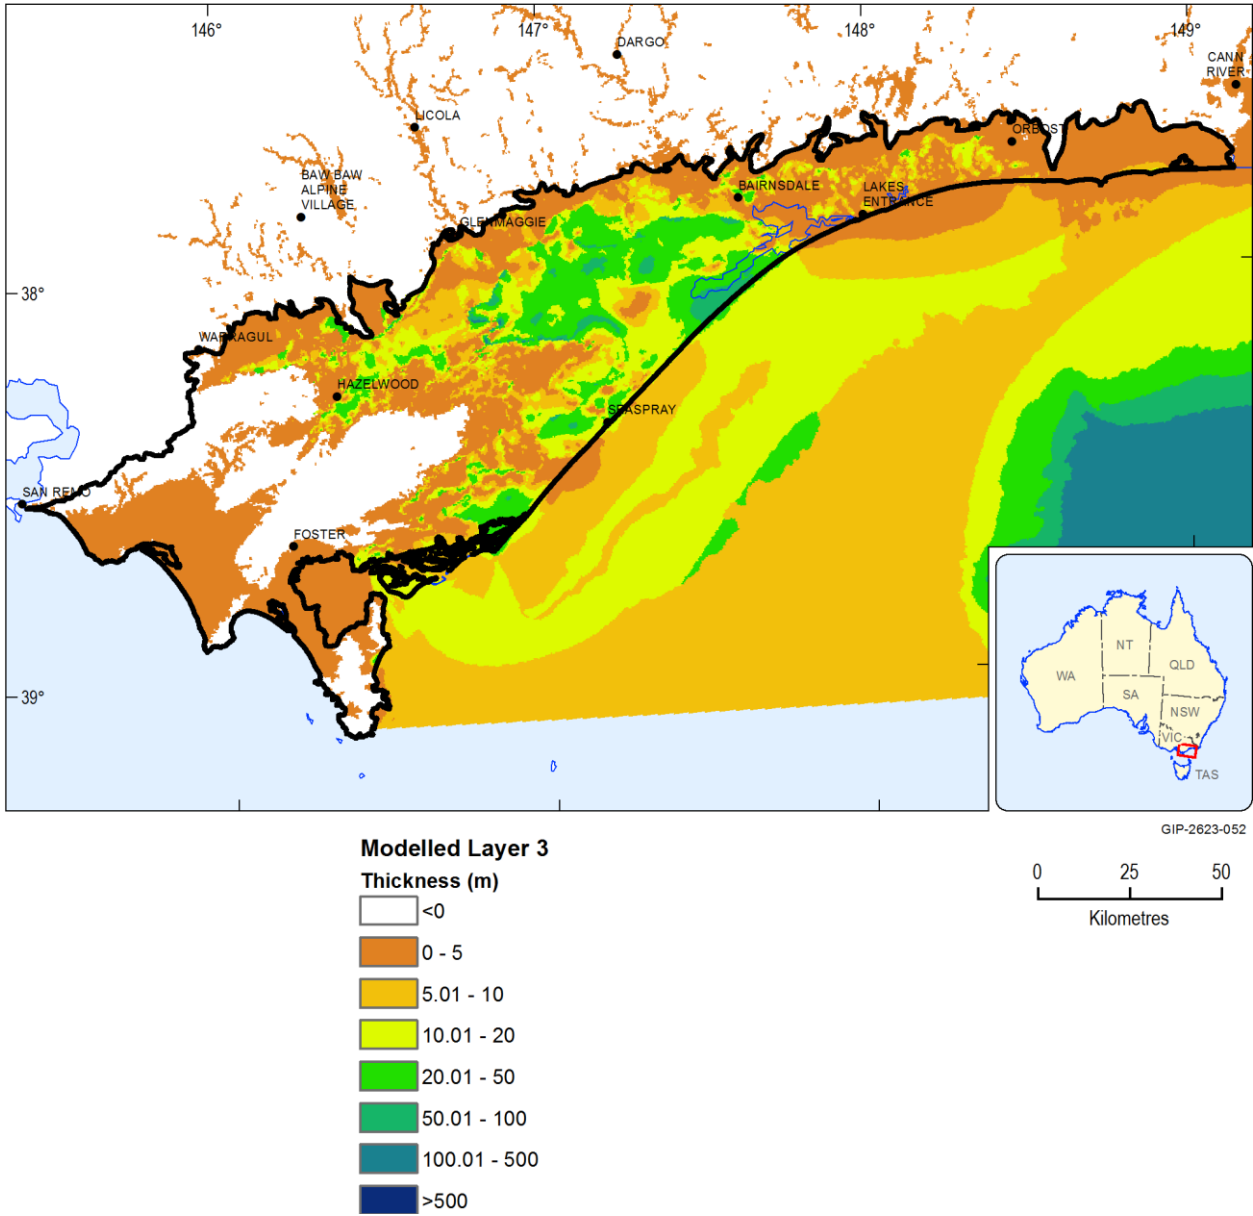 146°
147°
148°
149°
DARGO
CANN
RIVER
LICOLA
ORBOST
BAW BAW
ALPINE
VILLAGE
BAIRNSDALE
LAKES
ENTRANCE
GLENMAGGIE
38°
WARRAGUL
HAZELWOOD
SEASPRAY
SAN REMO
FOSTER
39°
NT
WA
QLD
SA
NSW
VIC
TAS
GIP-2623-052
Modelled Layer 3
Thickness (m)
<0
0 - 5
5.01 - 10
10.01 - 20
20.01 - 50
50.01 - 100
100.01 - 500
>500
0 25 50
Kilometres